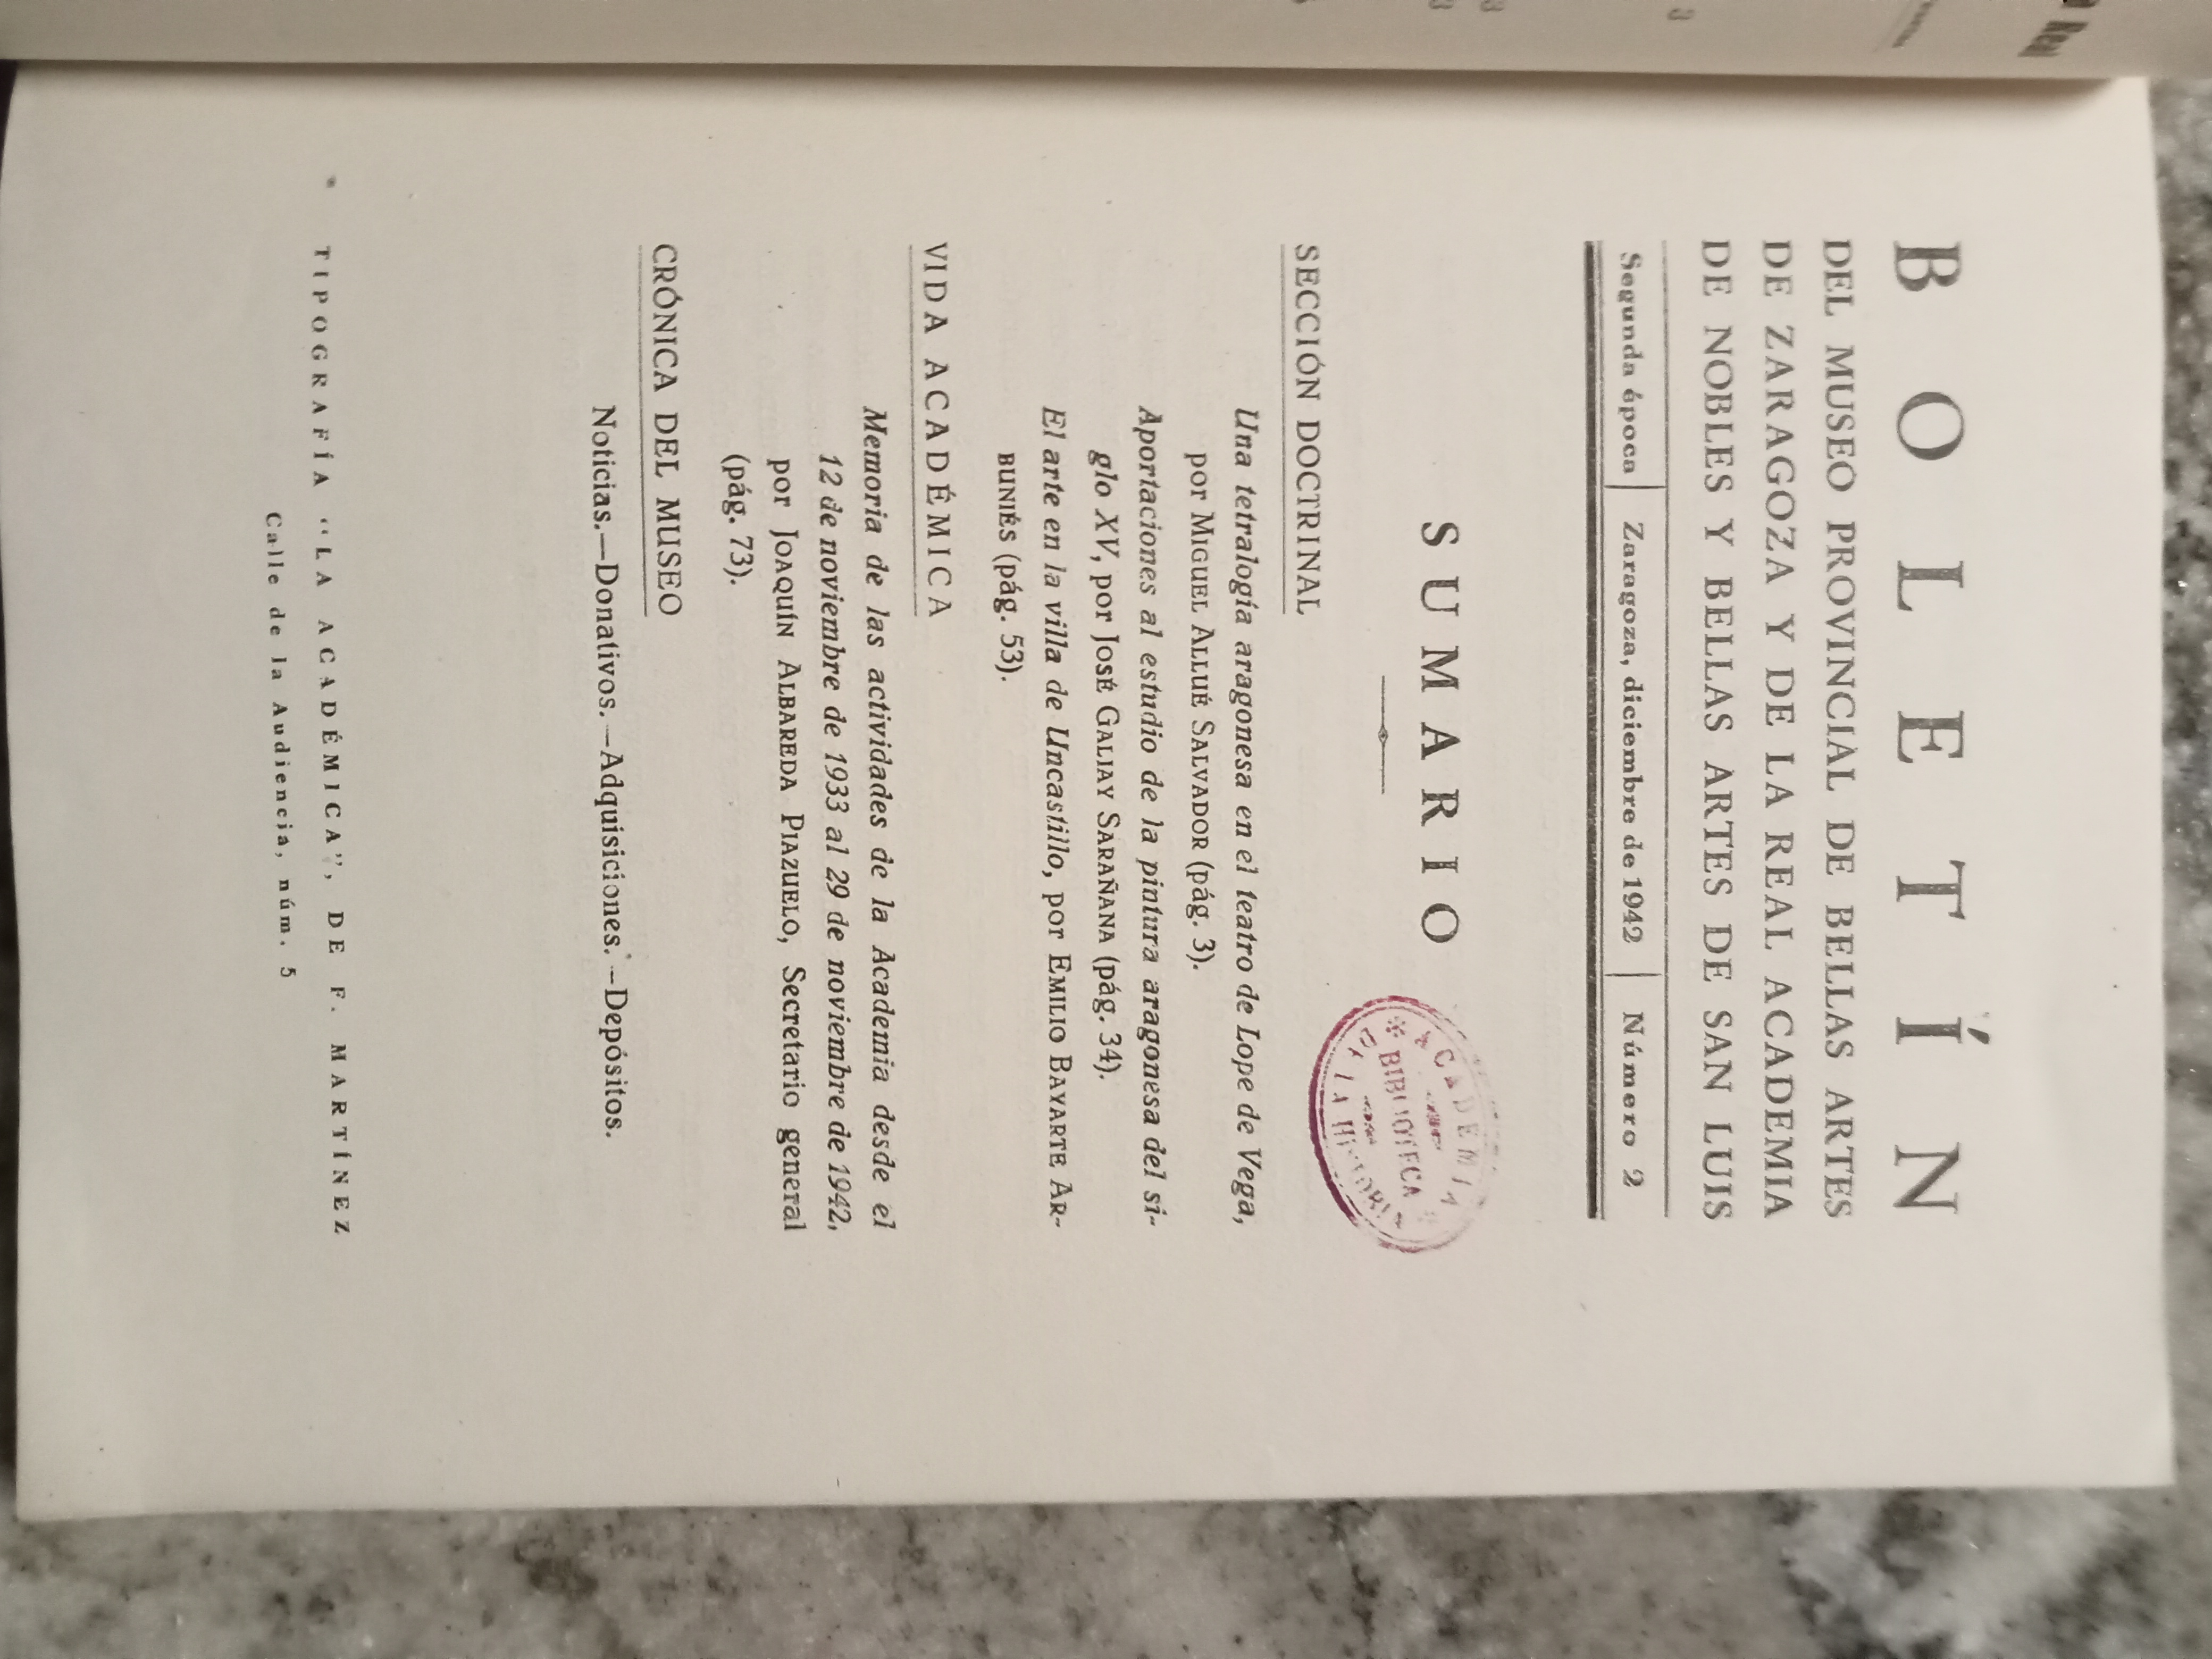 BOLETÍN
DEL MUSEO PROVINCIAL DE BELLAS ARTES
DE ZARAGOZA Y DE LA REAL ACADEMIA
DE NOBLES Y BELLAS ARTES DE SAN LUIS
Segunda época | Zaragoza, diciembre de 1942 | Número 2
SUMARIO
ACADEMIA
BIBLIOTECA
LA HISTORIA
SECCIÓN DOCTRINAL
Una tetralogía aragonesa en el teatro de Lope de Vega,
por MIGUEL ALLUÉ SALVADOR (pág. 3).
Aportaciones al estudio de la pintura aragonesa del si-
glo XV, por JOSÉ GALIAY SARAÑANA (pág. 34).
El arte en la villa de Uncastillo, por EMILIO BAYARTE AR-
BUNIÉS (pág. 53).
VIDA ACADÉMICA
Memoria de las actividades de la Academia desde el
12 de noviembre de 1933 al 29 de noviembre de 1942,
por JOAQUÍN ALBAREDA PIAZUELO, Secretario general
(pág. 73).
CRÓNICA DEL MUSEO
Noticias.—Donativos.—Adquisiciones.—Depósitos.
TIPOGRAFÍA “LA ACADÉMICA”, DE F. MARTÍNEZ
Calle de la Audiencia, núm. 5